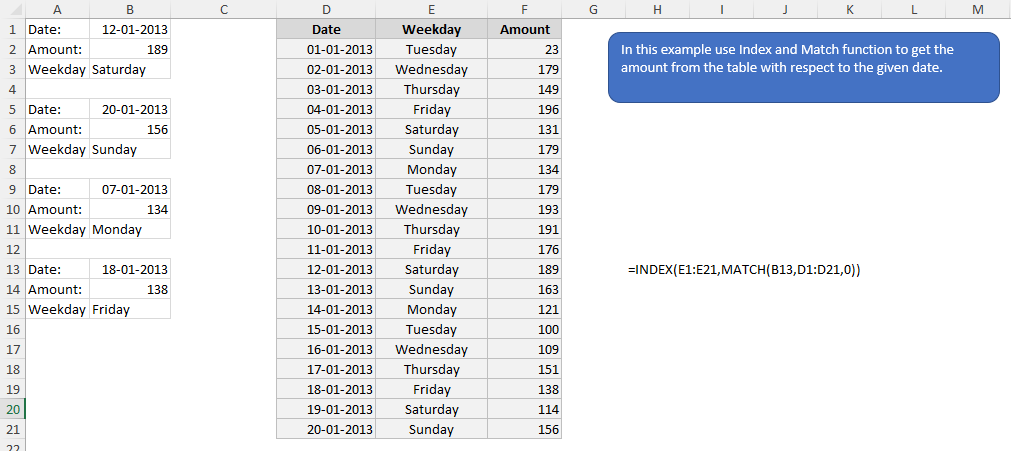 A B C D E F G H I J K L M
1 Date: 12-01-2013 Date Weekday Amount
2 Amount: 189 01-01-2013 Tuesday 23 In this example use Index and Match function to get the
3 Weekday Saturday 02-01-2013 Wednesday 179 amount from the table with respect to the given date.
4 03-01-2013 Thursday 149
5 Date: 20-01-2013 04-01-2013 Friday 196
6 Amount: 156 05-01-2013 Saturday 131
7 Weekday Sunday 06-01-2013 Sunday 179
8 07-01-2013 Monday 134
9 Date: 07-01-2013 08-01-2013 Tuesday 179
10 Amount: 134 09-01-2013 Wednesday 193
11 Weekday Monday 10-01-2013 Thursday 191
12 11-01-2013 Friday 176
13 Date: 18-01-2013 12-01-2013 Saturday 189 =INDEX(E1:E21,MATCH(B13,D1:D21,0))
14 Amount: 138 13-01-2013 Sunday 163
15 Weekday Friday 14-01-2013 Monday 121
16 15-01-2013 Tuesday 100
17 16-01-2013 Wednesday 109
18 17-01-2013 Thursday 151
19 18-01-2013 Friday 138
20 19-01-2013 Saturday 114
21 20-01-2013 Sunday 156
22